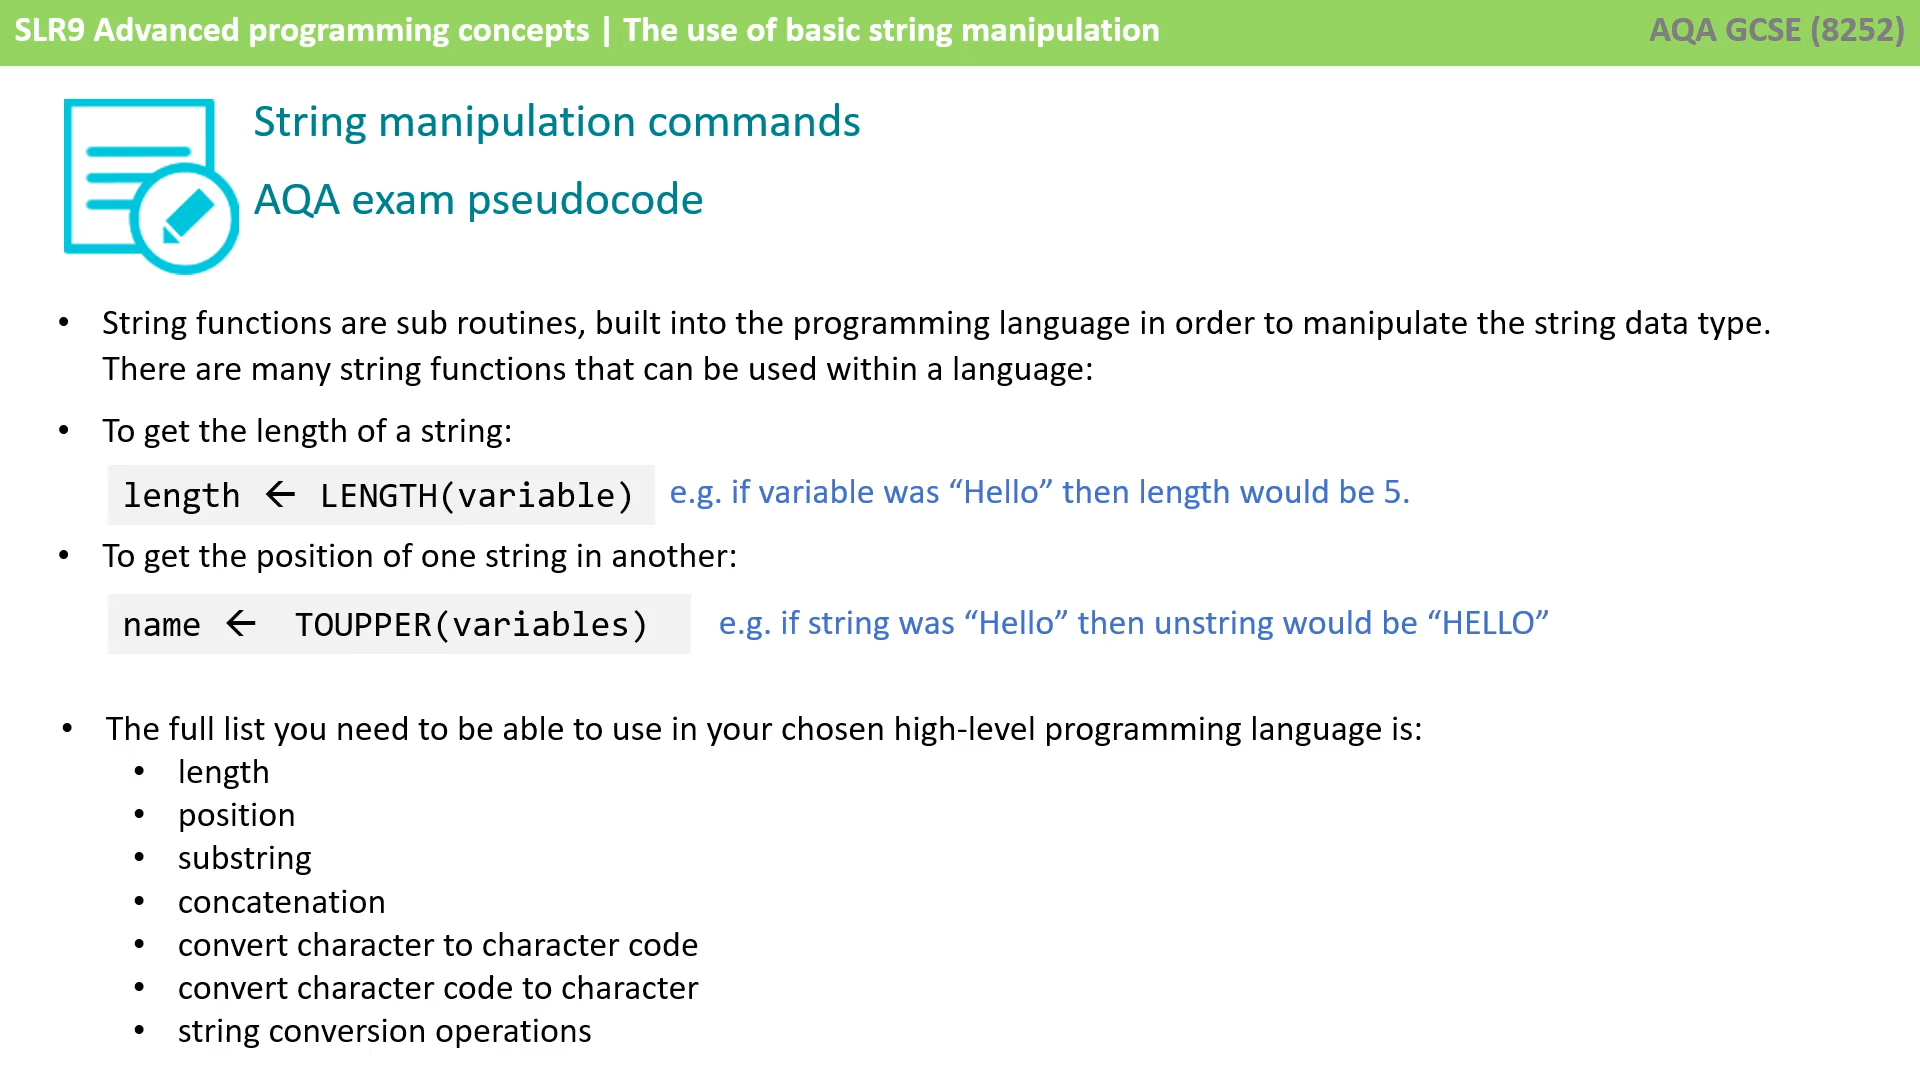 SLR9 Advanced programming concepts | The use of basic string manipulation
AQA GCSE (8252)
String manipulation commands
AQA exam pseudocode
• String functions are sub routines, built into the programming language in order to manipulate the string data type.
There are many string functions that can be used within a language:
• To get the length of a string:
length ← LENGTH(variable) e.g. if variable was “Hello” then length would be 5.
• To get the position of one string in another:
name ← TOUPPER(variables) e.g. if string was “Hello” then unstring would be “HELLO”
• The full list you need to be able to use in your chosen high-level programming language is:
• length
• position
• substring
• concatenation
• convert character to character code
• convert character code to character
• string conversion operations